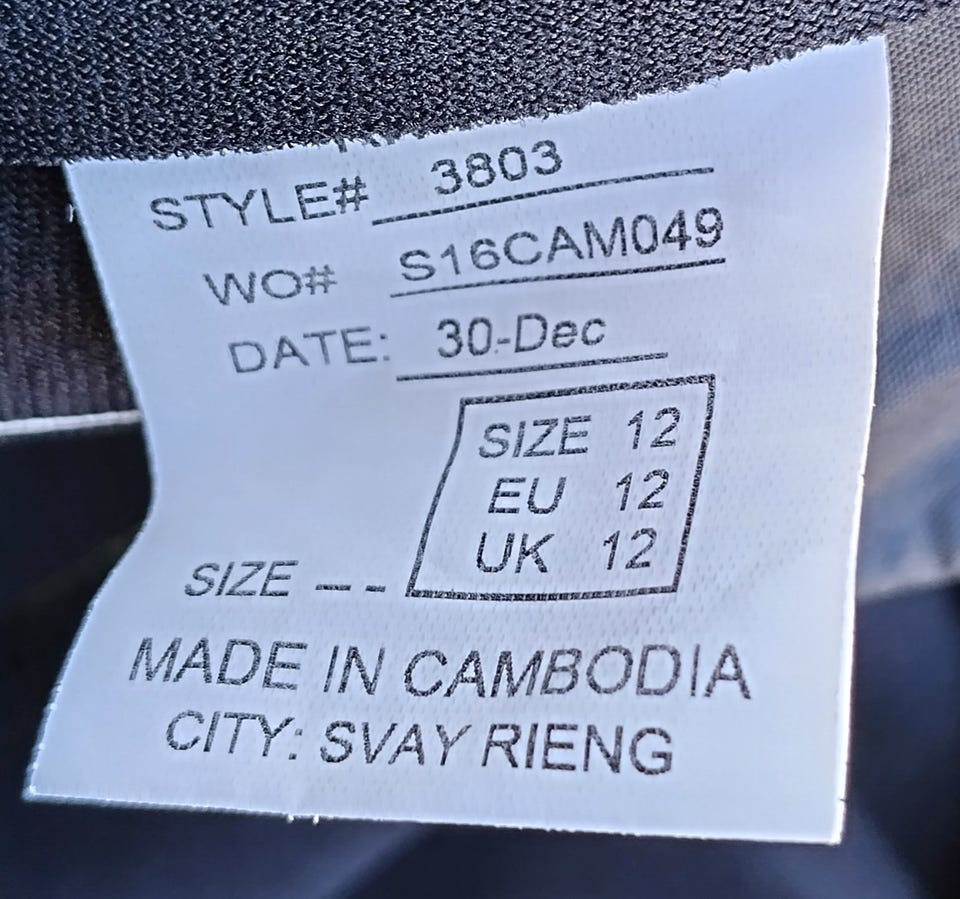 STYLE# 3803
WO# S16CAM049
DATE: 30-Dec
SIZE 12
EU 12
UK 12
SIZE --
MADE IN CAMBODIA
CITY: SVAY RIENG